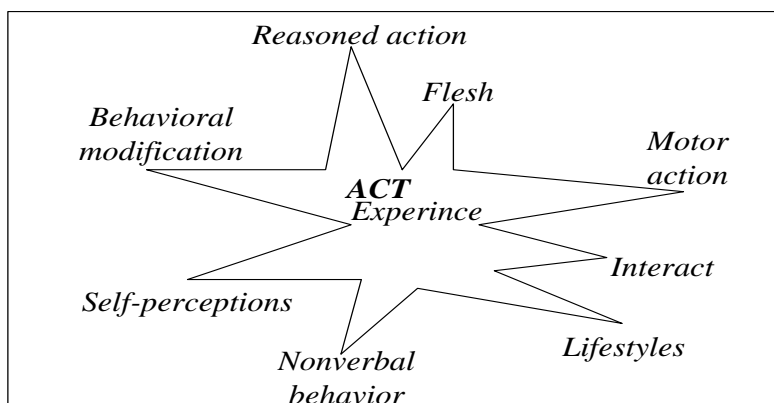 Reasoned action
Flesh
Behavioral
modification
Motor
action
ACT
Experince
Interact
Self-perceptions
Lifestyles
Nonverbal
behavior